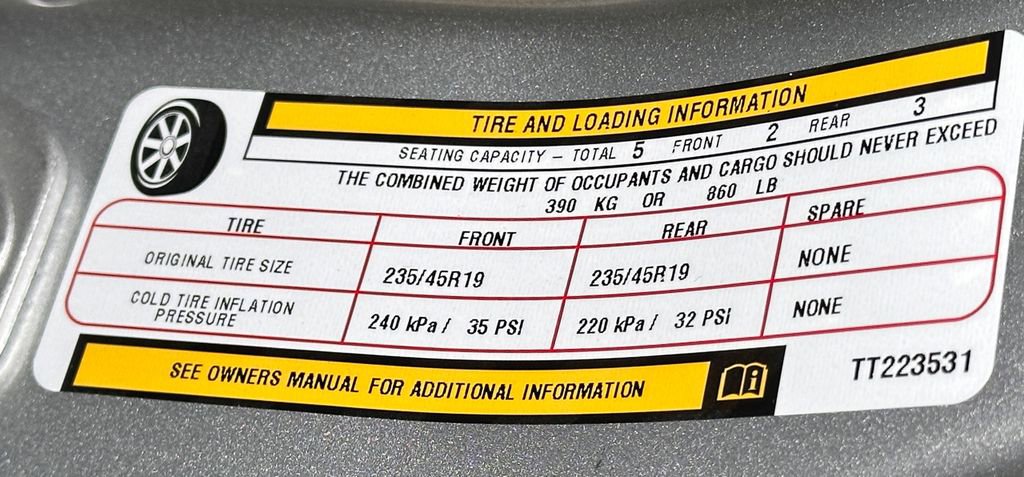 TIRE AND LOADING INFORMATION
SEATING CAPACITY – TOTAL 5 FRONT 2 REAR 3
THE COMBINED WEIGHT OF OCCUPANTS AND CARGO SHOULD NEVER EXCEED
390 KG OR 860 LB
TIRE FRONT REAR SPARE
ORIGINAL TIRE SIZE 235/45R19 235/45R19 NONE
COLD TIRE INFLATION
PRESSURE 240 kPa / 35 PSI 220 kPa / 32 PSI NONE
SEE OWNERS MANUAL FOR ADDITIONAL INFORMATION
TT223531